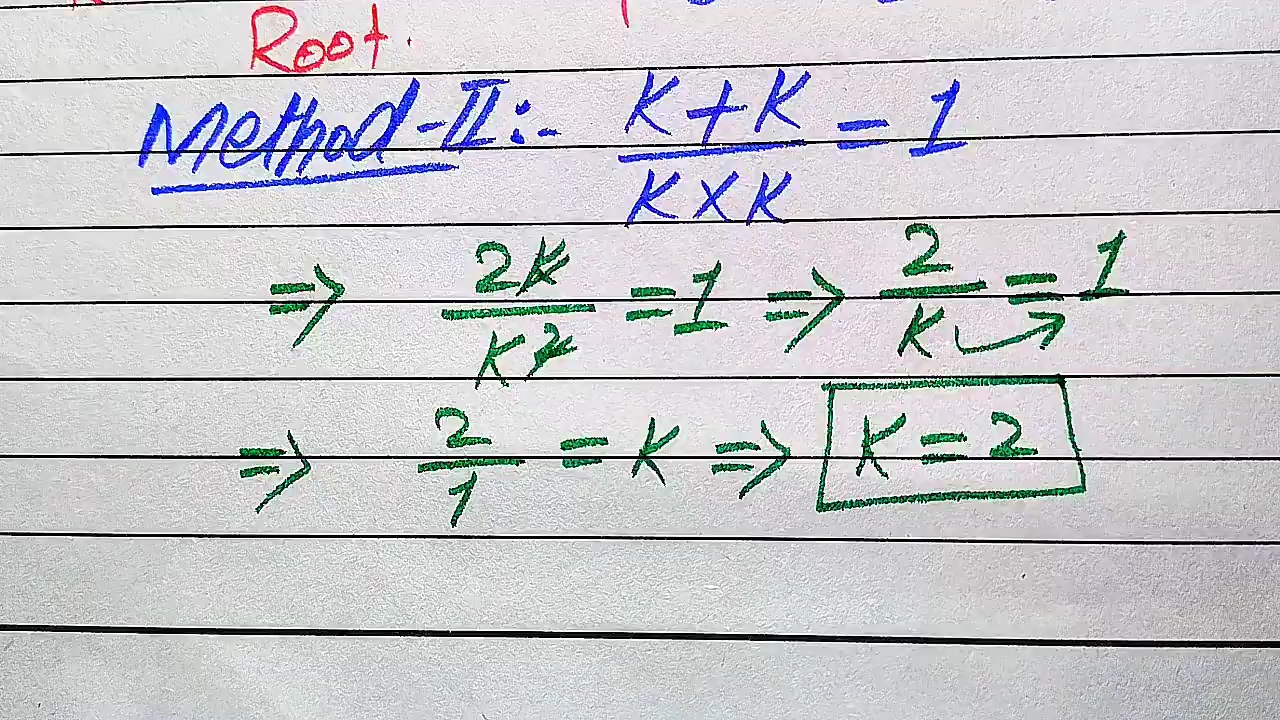 Root.
Method-II:- K+K/K×K = 1
⇒ 2K/K² = 1 ⇒ 2/K = 1
⇒ 2/1 = K ⇒ K = 2